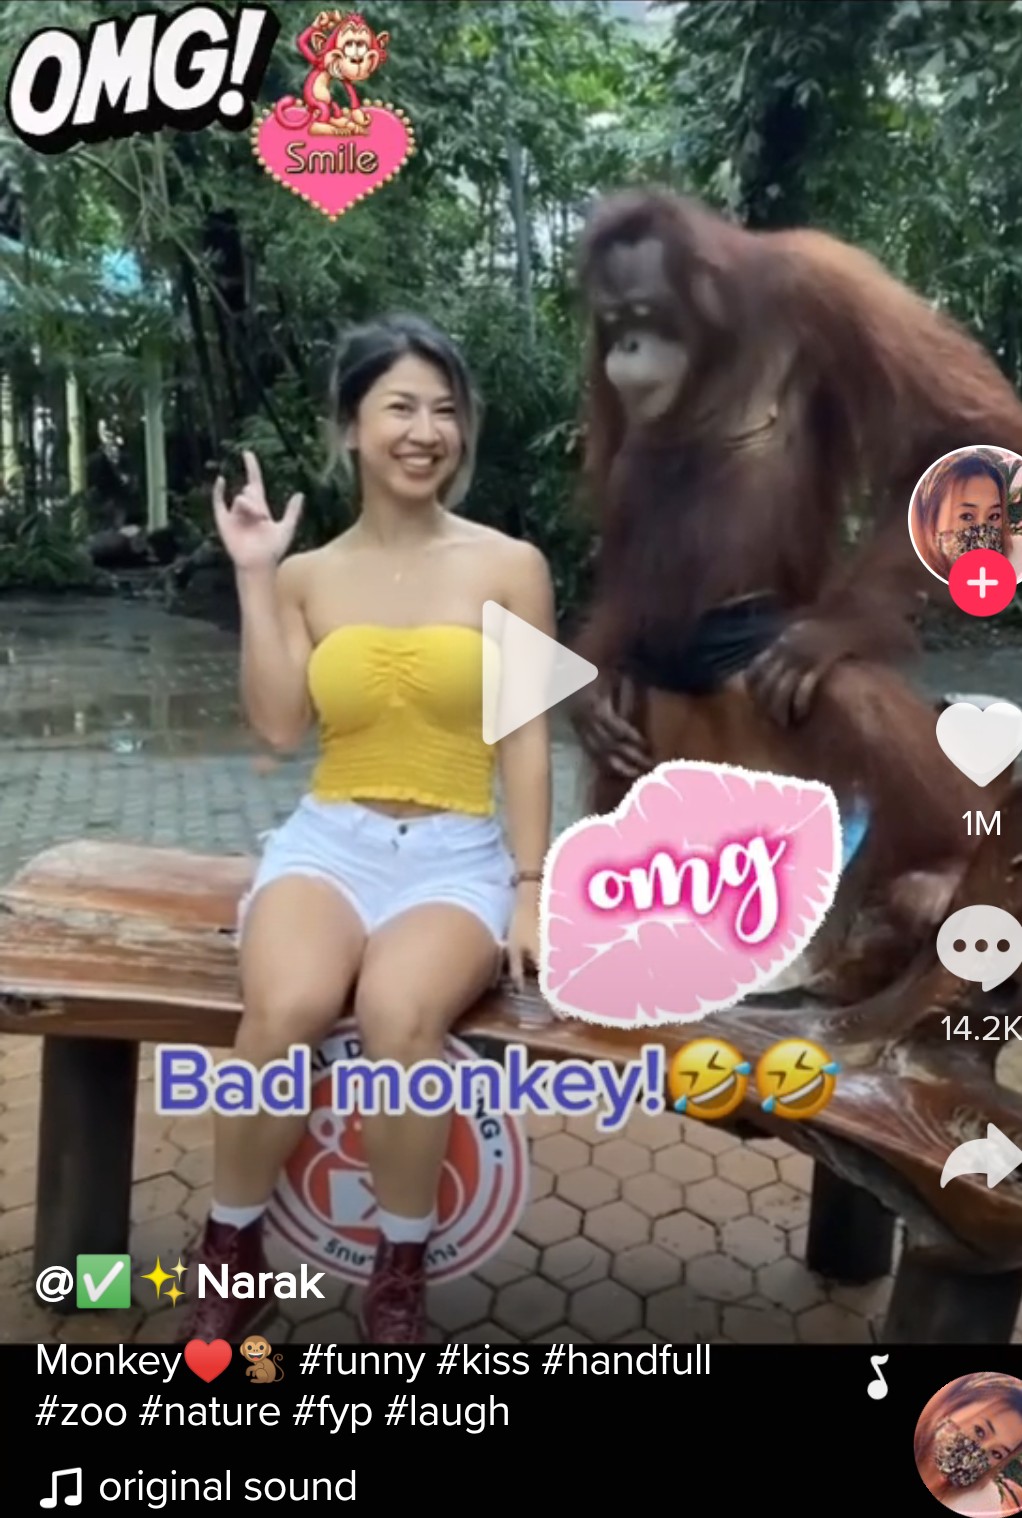 OMG!
Smile
omg
Bad monkey!🤣🤣
@✅✨Narak
Monkey❤️🐒 #funny #kiss #handfull
#zoo #nature #fyp #laugh
original sound
1M
14.2K